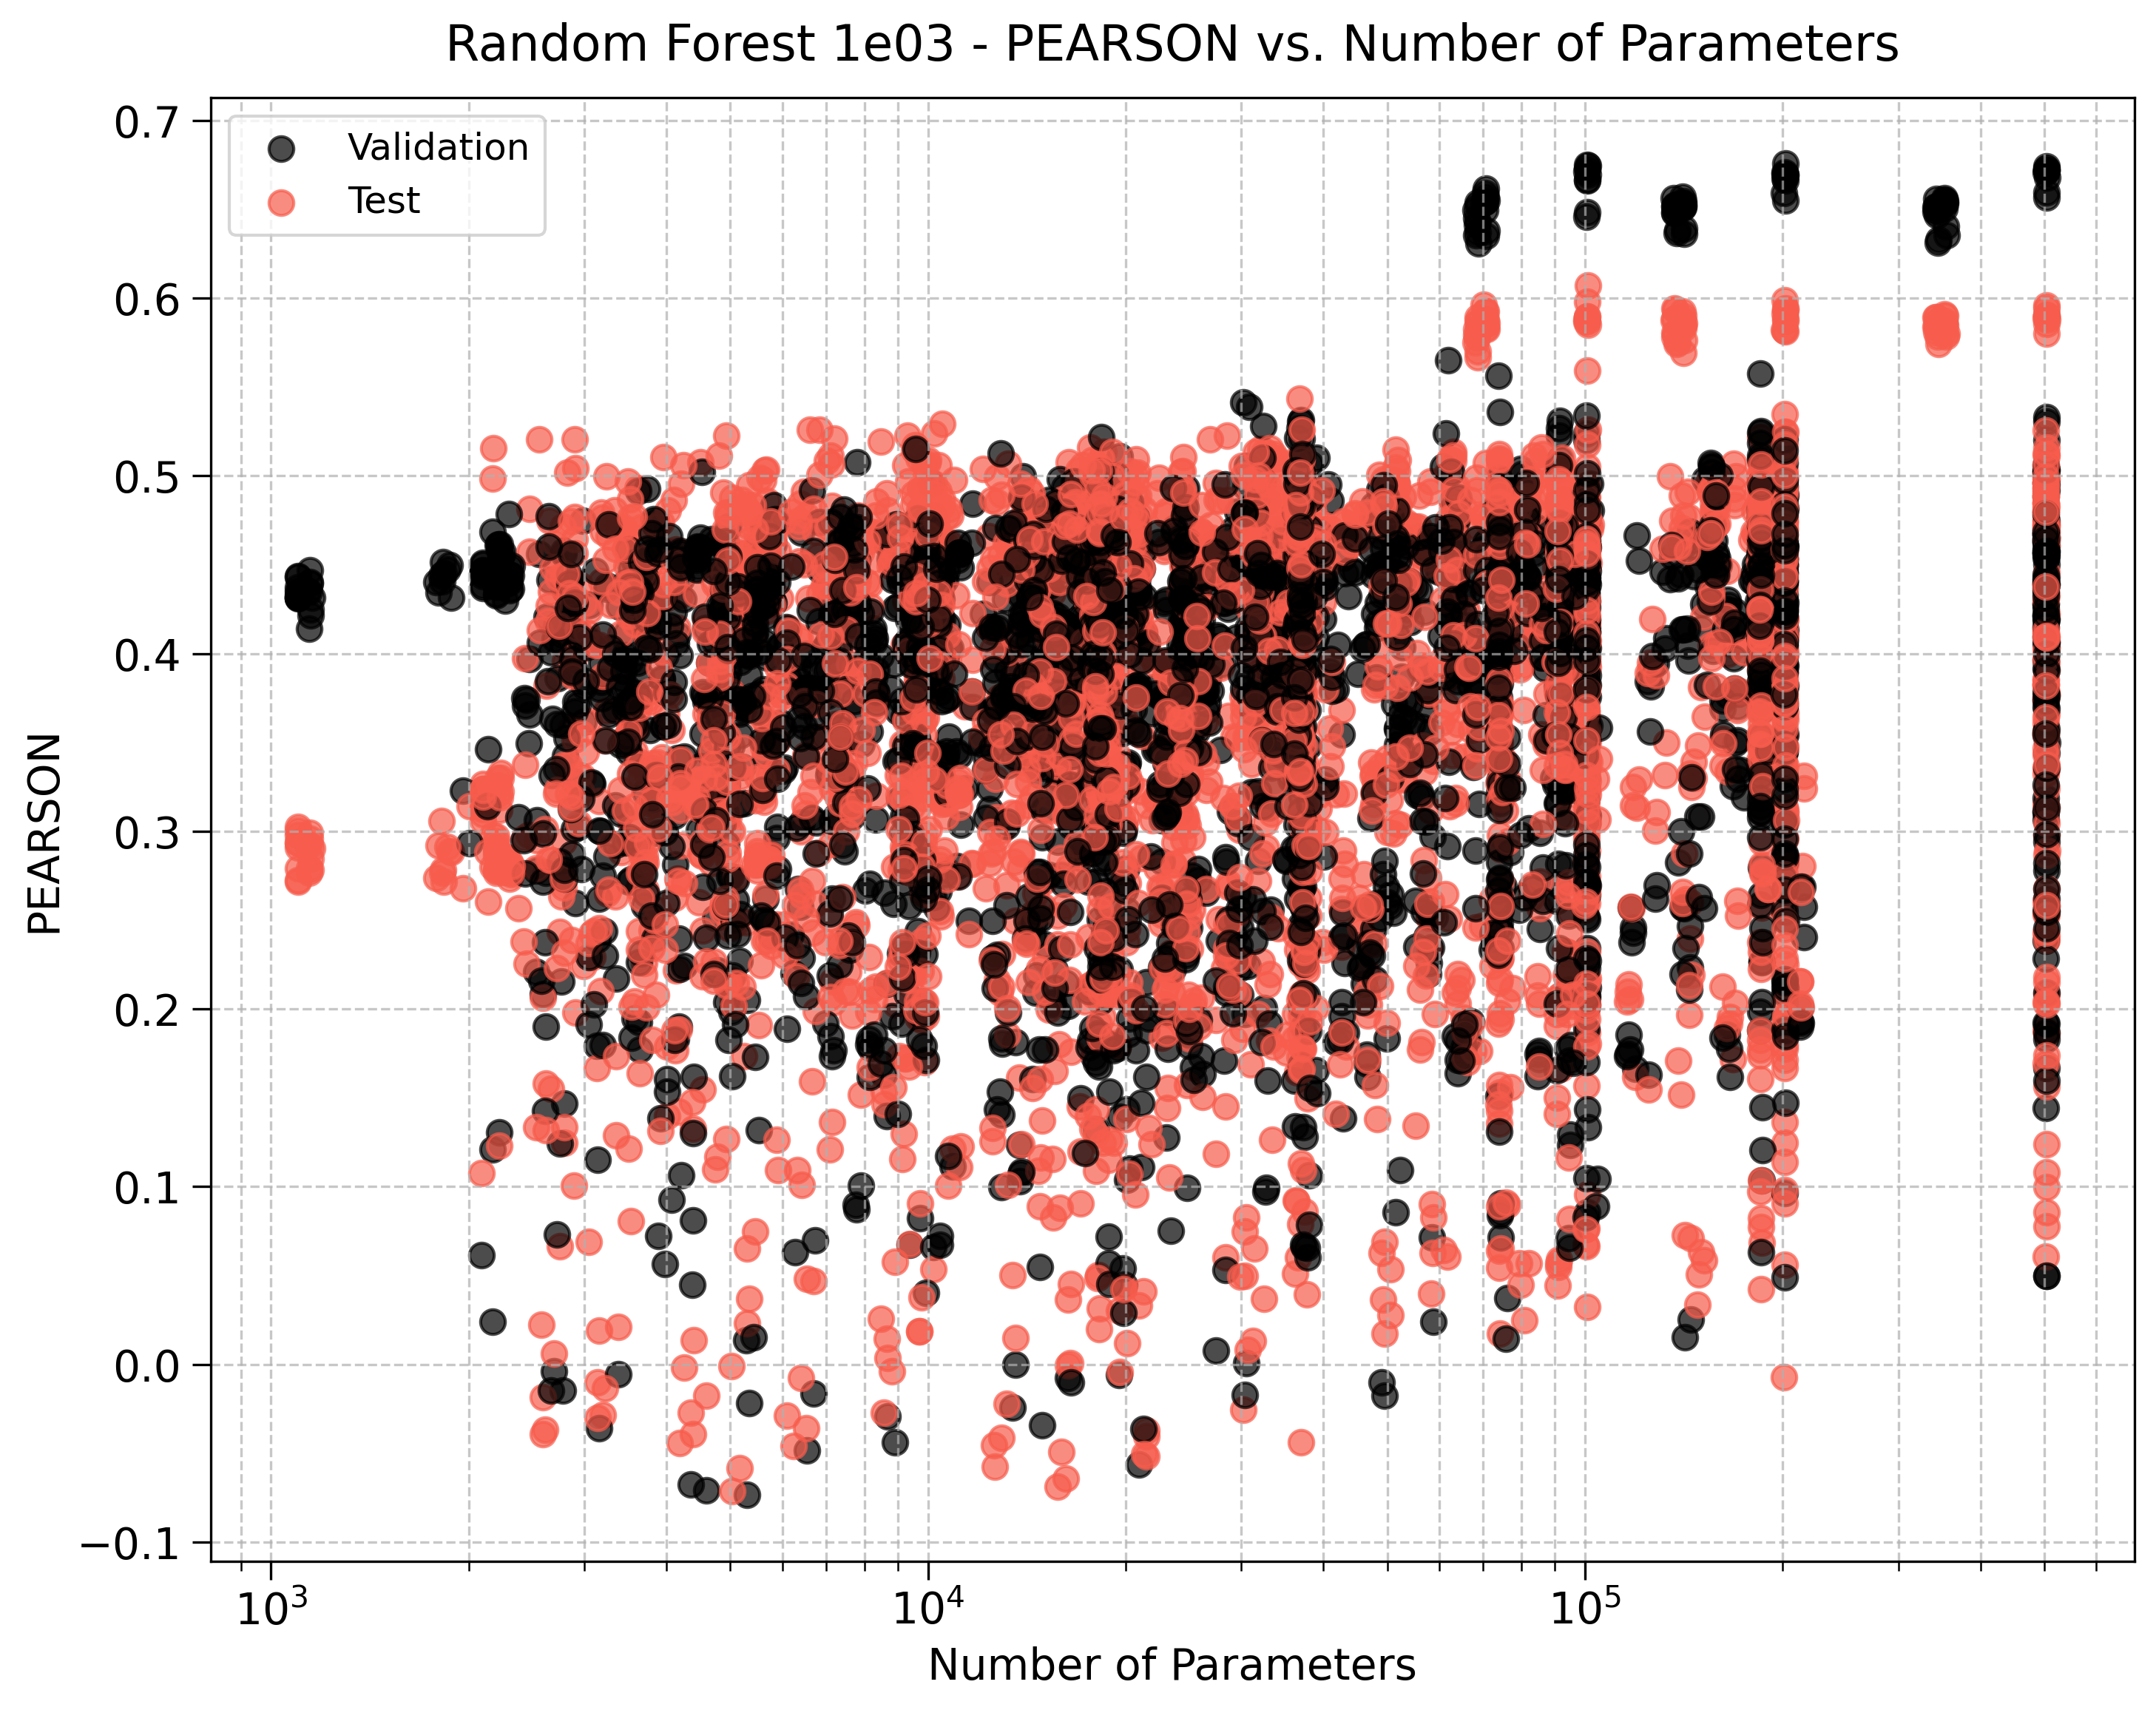 Random Forest 1e03 - PEARSON vs. Number of Parameters
Validation
Test
PEARSON
0.7
0.6
0.5
0.4
0.3
0.2
0.1
0.0
−0.1
10³
10⁴
10⁵
Number of Parameters